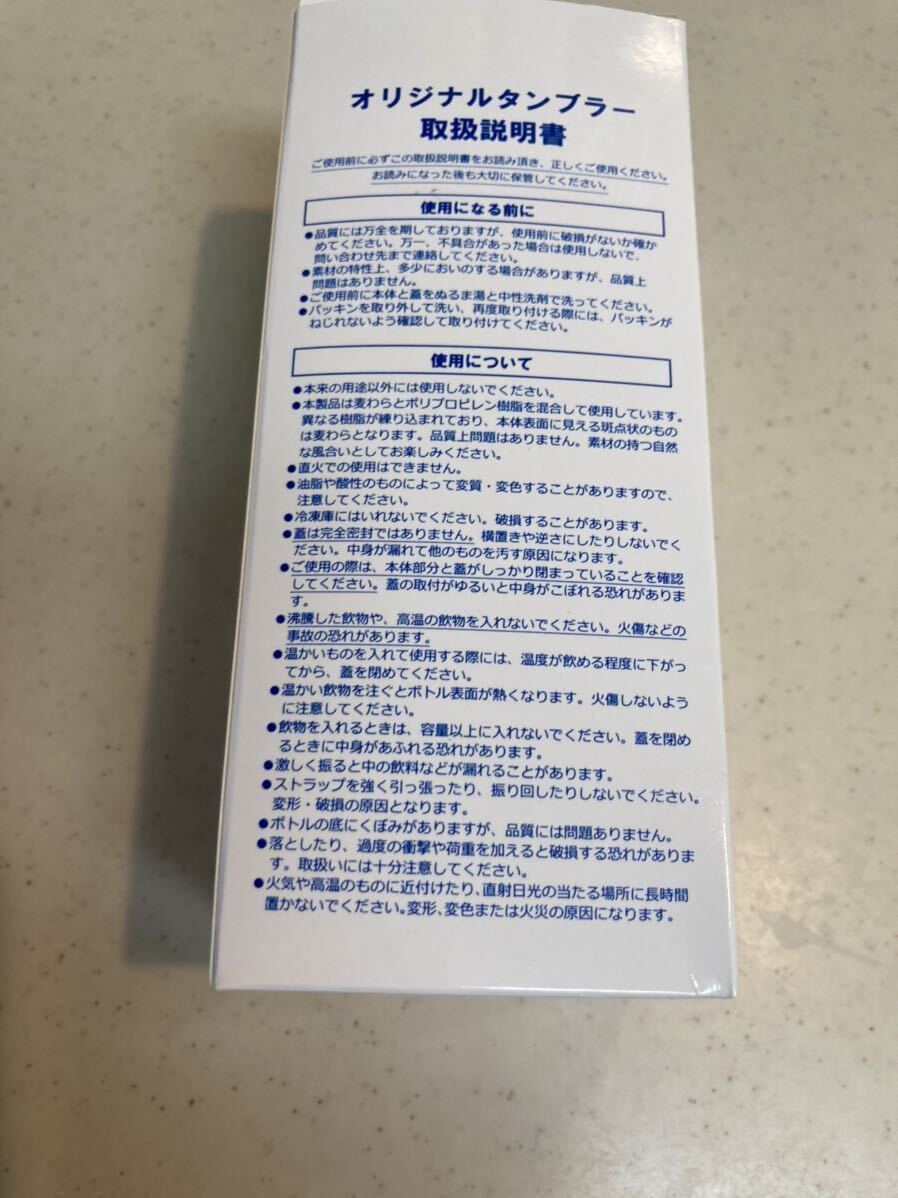 オリジナルタンブラー
取扱説明書
ご使用前に必ずこの取扱説明書をお読み頂き、正しくご使用ください。
お読みになった後も大切に保管してください。
使用になる前に
●品質には万全を期しておりますが、使用前に破損がないか確か
めてください。万一、不具合があった場合は使用しないで、
問い合わせ先まで連絡してください。
●素材の特性上、多少においのする場合がありますが、品質上
問題はありません。
●ご使用前に本体と蓋をぬるま湯と中性洗剤で洗ってください。
●パッキンを取り外して洗い、再度取り付ける際には、パッキンが
ねじれないよう確認して取り付けてください。
使用について
●本来の用途以外には使用しないでください。
●本製品は麦わらとポリプロピレン樹脂を混合して使用しています。
異なる樹脂が練り込まれており、本体表面に見える斑点状のもの
は麦わらとなります。品質上問題はありません。素材の持つ自然
な風合いとしてお楽しみください。
●直火での使用はできません。
●油脂や酸性のものによって変質・変色することがありますので、
注意してください。
●冷凍庫にはいれないでください。破損することがあります。
●蓋は完全密封ではありません。横置きや逆さにしたりしないでく
ださい。中身が漏れて他のものを汚す原因になります。
●ご使用の際は、本体部分と蓋がしっかり閉まっていることを確認
してください。蓋の取付がゆるいと中身がこぼれる恐れがありま
す。
●沸騰した飲物や、高温の飲物を入れないでください。火傷などの
事故の恐れがあります。
●温かいものを入れて使用する際には、温度が飲める程度に下がっ
てから、蓋を閉めてください。
●温かい飲物を注ぐとボトル表面が熱くなります。火傷しないよう
に注意してください。
●飲物を入れるときは、容量以上に入れないでください。蓋を閉め
るときに中身があふれる恐れがあります。
●激しく振ると中の飲料などが漏れることがあります。
●ストラップを強く引っ張ったり、振り回したりしないでください。
変形・破損の原因となります。
●ボトルの底にくぼみがありますが、品質には問題ありません。
●落としたり、過度の衝撃や荷重を加えると破損する恐れがありま
す。取扱いには十分注意してください。
●火気や高温のものに近付けたり、直射日光の当たる場所に長時間
置かないでください。変形、変色または火災の原因になります。